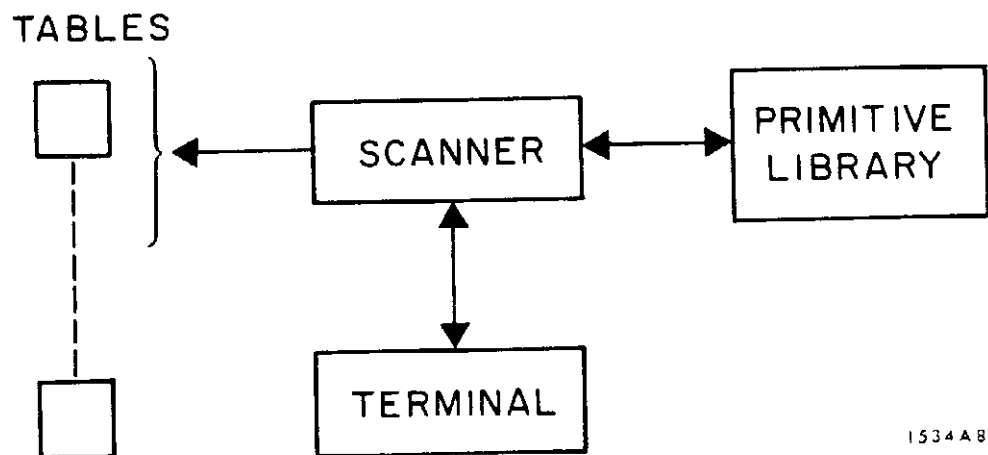 TABLES
SCANNER
PRIMITIVE
LIBRARY
TERMINAL
1534A8